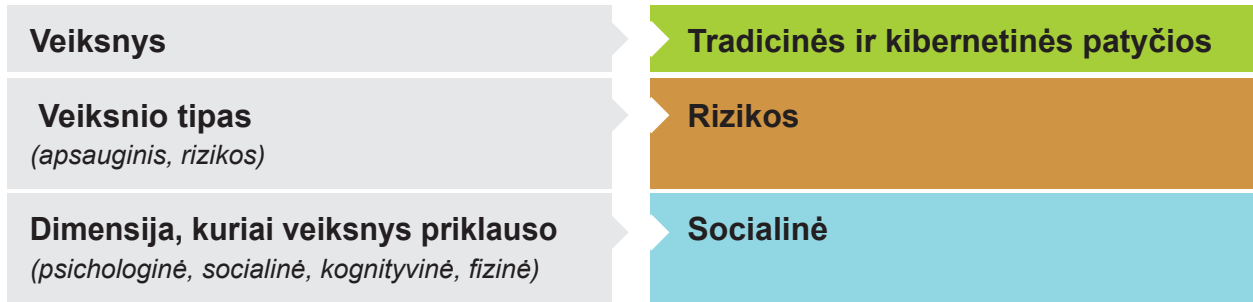 Veiksnys
Tradicinės ir kibernetinės patyčios
Veiksnio tipas
(apsauginis, rizikos)
Rizikos
Dimensija, kuriai veiksnys priklauso
(psichologinė, socialinė, kognityvinė, fizinė)
Socialinė